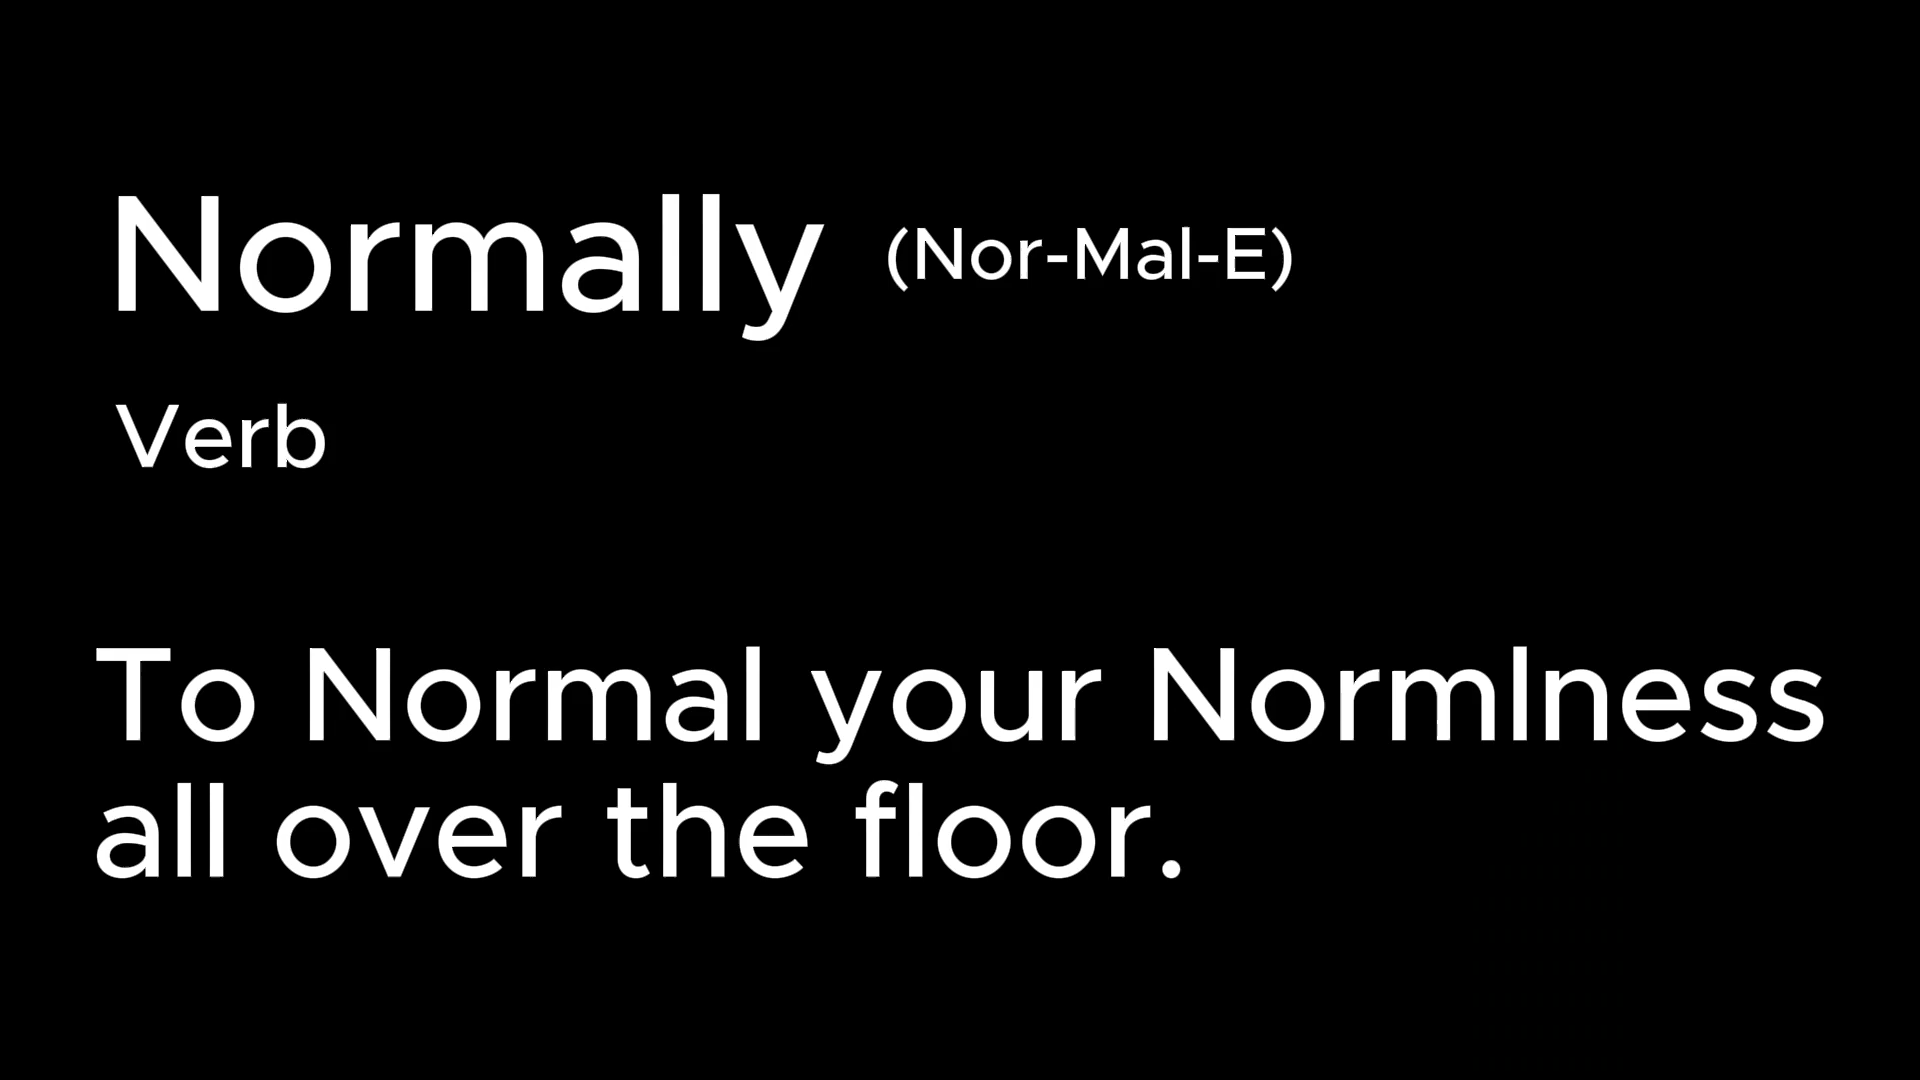 Normally (Nor-Mal-E)
Verb
To Normal your Normlness
all over the floor.